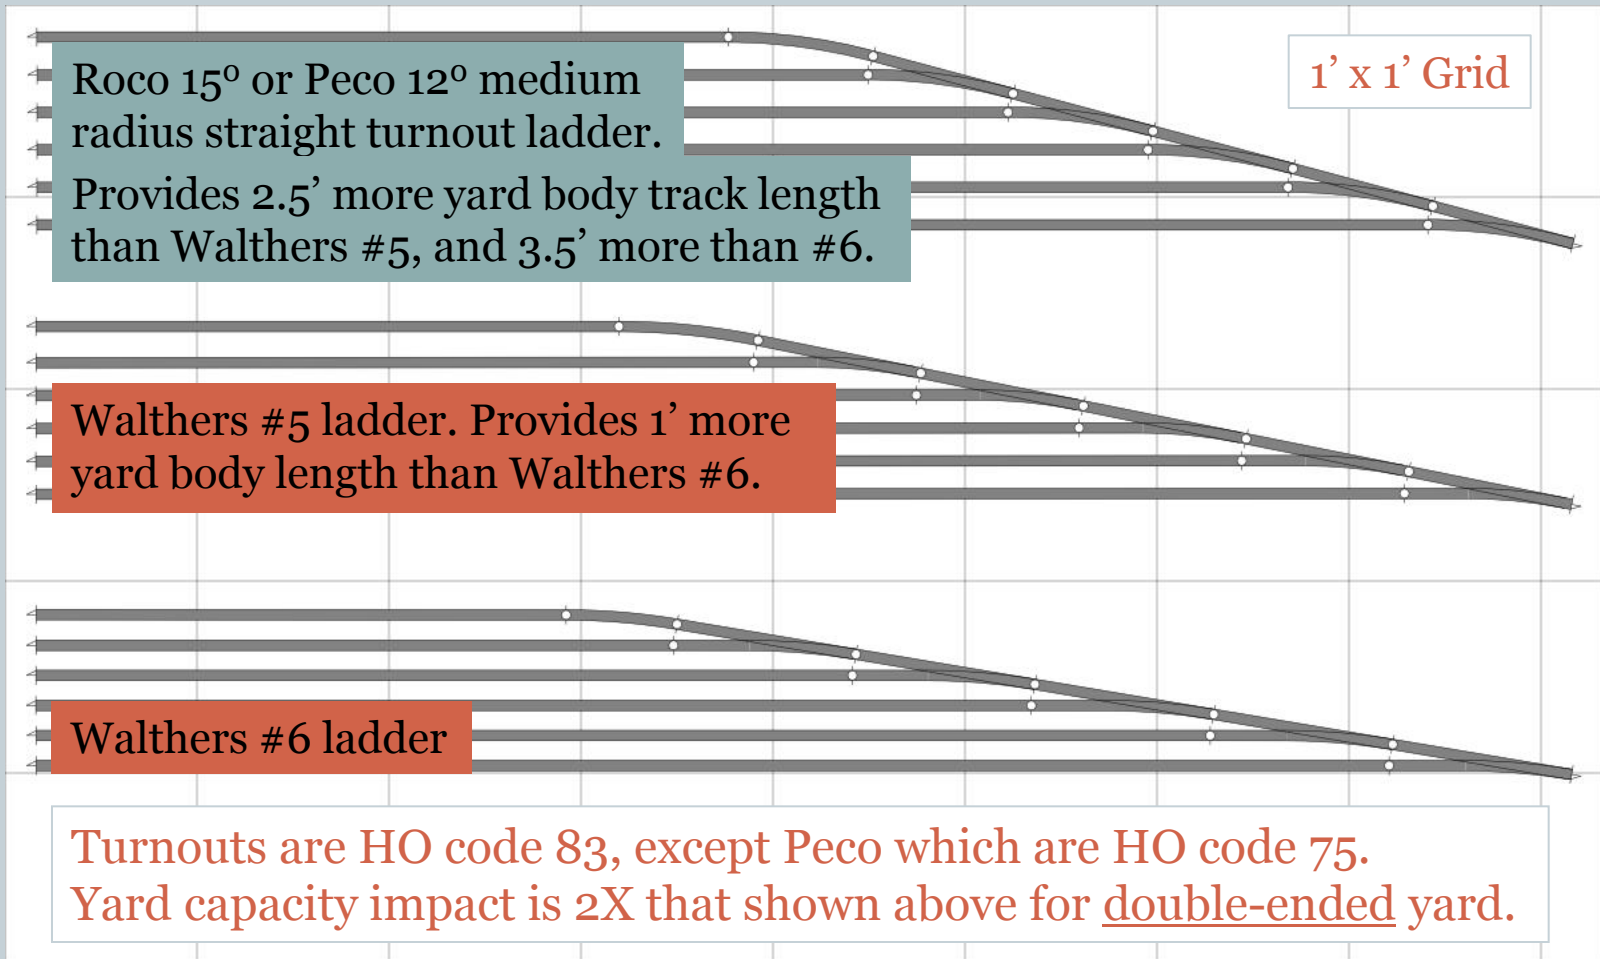 1’ x 1’ Grid
Roco 15º or Peco 12º medium
radius straight turnout ladder.
Provides 2.5’ more yard body track length
than Walthers #5, and 3.5’ more than #6.
Walthers #5 ladder. Provides 1’ more
yard body length than Walthers #6.
Walthers #6 ladder
Turnouts are HO code 83, except Peco which are HO code 75.
Yard capacity impact is 2X that shown above for double-ended yard.